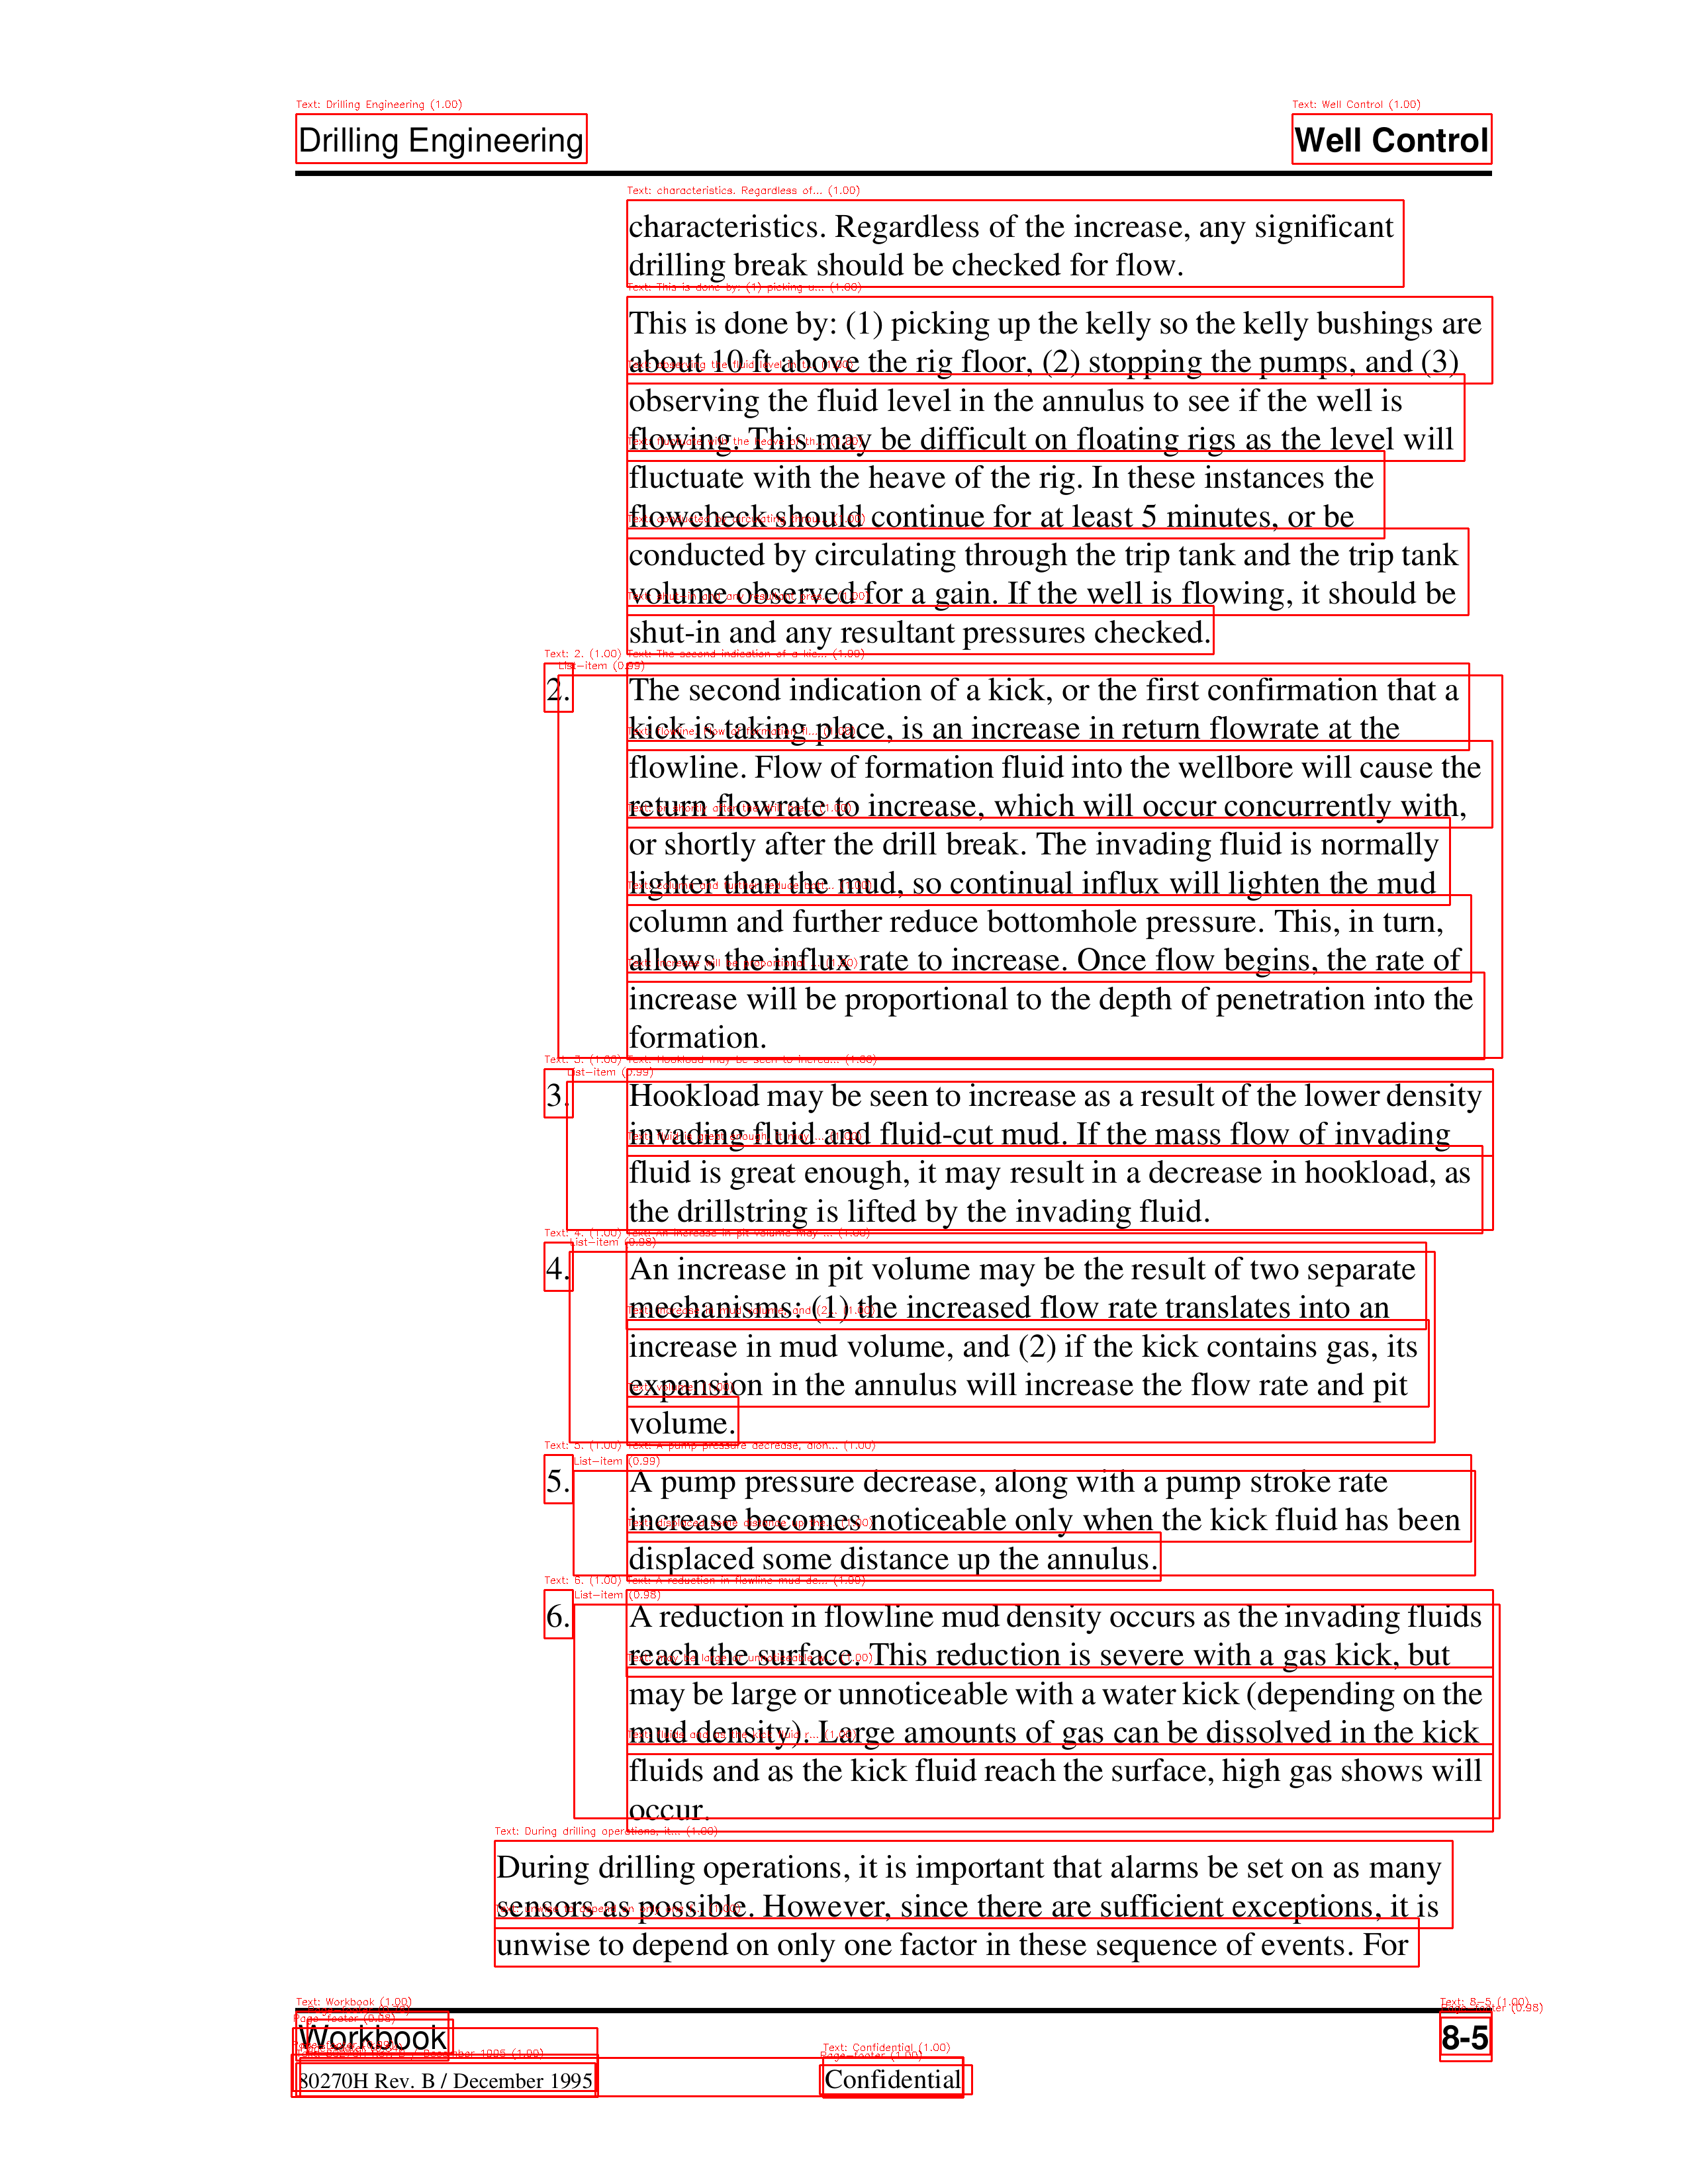 Drilling Engineering
Well Control
characteristics. Regardless of the increase, any significant
drilling break should be checked for flow.
This is done by: (1) picking up the kelly so the kelly bushings are
about 10 ft above the rig floor, (2) stopping the pumps, and (3)
observing the fluid level in the annulus to see if the well is
flowing. This may be difficult on floating rigs as the level will
fluctuate with the heave of the rig. In these instances the
flowcheck should continue for at least 5 minutes, or be
conducted by circulating through the trip tank and the trip tank
volume observed for a gain. If the well is flowing, it should be
shut-in and any resultant pressures checked.
2. The second indication of a kick, or the first confirmation that a
kick is taking place, is an increase in return flowrate at the
flowline. Flow of formation fluid into the wellbore will cause the
return flowrate to increase, which will occur concurrently with,
or shortly after the drill break. The invading fluid is normally
lighter than the mud, so continual influx will lighten the mud
column and further reduce bottomhole pressure. This, in turn,
allows the influx rate to increase. Once flow begins, the rate of
increase will be proportional to the depth of penetration into the
formation.
3. Hookload may be seen to increase as a result of the lower density
invading fluid and fluid-cut mud. If the mass flow of invading
fluid is great enough, it may result in a decrease in hookload, as
the drillstring is lifted by the invading fluid.
4. An increase in pit volume may be the result of two separate
mechanisms: (1) the increased flow rate translates into an
increase in mud volume, and (2) if the kick contains gas, its
expansion in the annulus will increase the flow rate and pit
volume.
5. A pump pressure decrease, along with a pump stroke rate
increase becomes noticeable only when the kick fluid has been
displaced some distance up the annulus.
6. A reduction in flowline mud density occurs as the invading fluids
reach the surface. This reduction is severe with a gas kick, but
may be large or unnoticeable with a water kick (depending on the
mud density). Large amounts of gas can be dissolved in the kick
fluids and as the kick fluid reach the surface, high gas shows will
occur.
During drilling operations, it is important that alarms be set on as many
sensors as possible. However, since there are sufficient exceptions, it is
unwise to depend on only one factor in these sequence of events. For
Workbook
8-5
80270H Rev. B / December 1995
Confidential